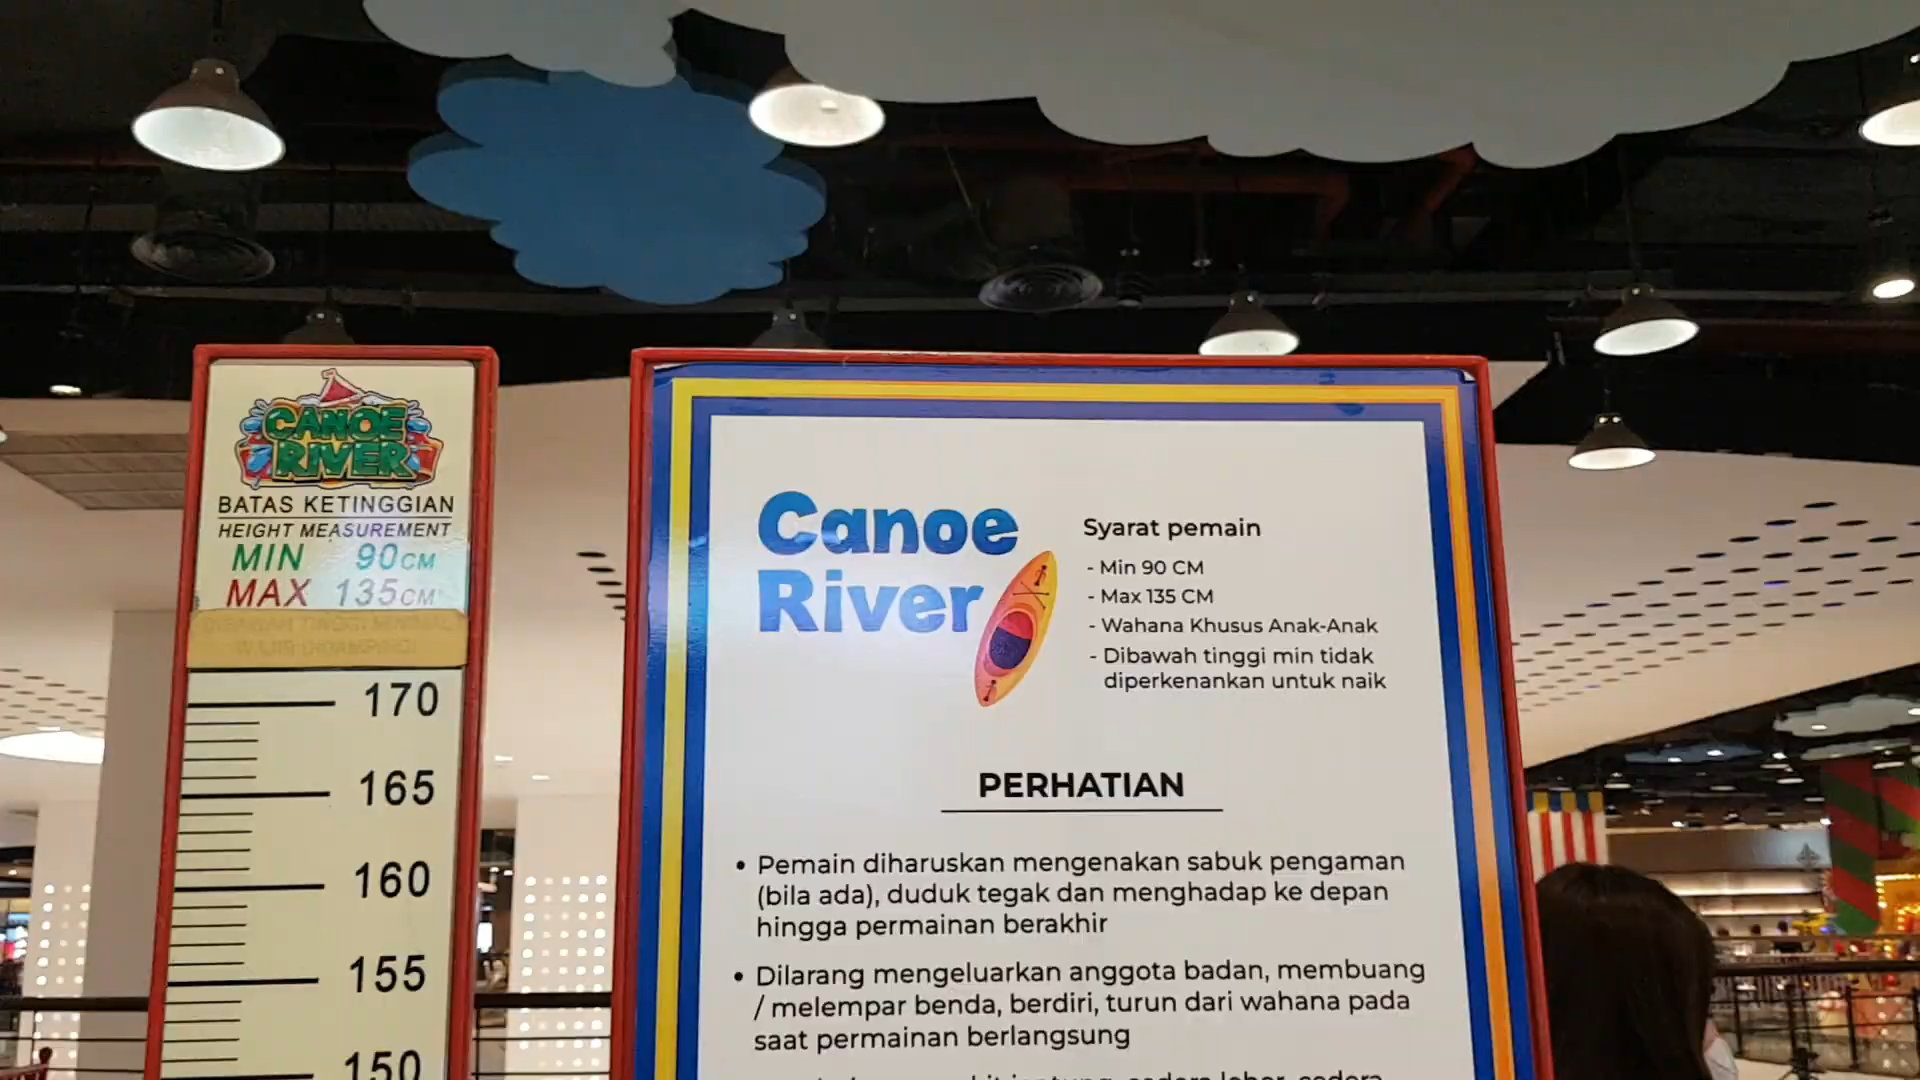 CANOE
RIVER
BATAS KETINGGIAN
HEIGHT MEASUREMENT
MIN 90CM
MAX 135CM
170
165
160
155
150
Canoe
River
Syarat pemain
- Min 90 CM
- Max 135 CM
- Wahana Khusus Anak-Anak
- Dibawah tinggi min tidak
diperkenankan untuk naik
PERHATIAN
• Pemain diharuskan mengenakan sabuk pengaman
(bila ada), duduk tegak dan menghadap ke depan
hingga permainan berakhir
• Dilarang mengeluarkan anggota badan, membuang
/ melempar benda, berdiri, turun dari wahana pada
saat permainan berlangsung